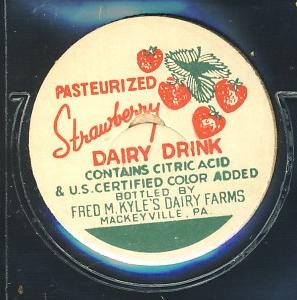 PASTEURIZED
Strawberry
DAIRY DRINK
CONTAINS CITRIC ACID
& U.S. CERTIFIED COLOR ADDED
BOTTLED BY
FRED M. KYLE'S DAIRY FARMS
MACKEYVILLE, PA.